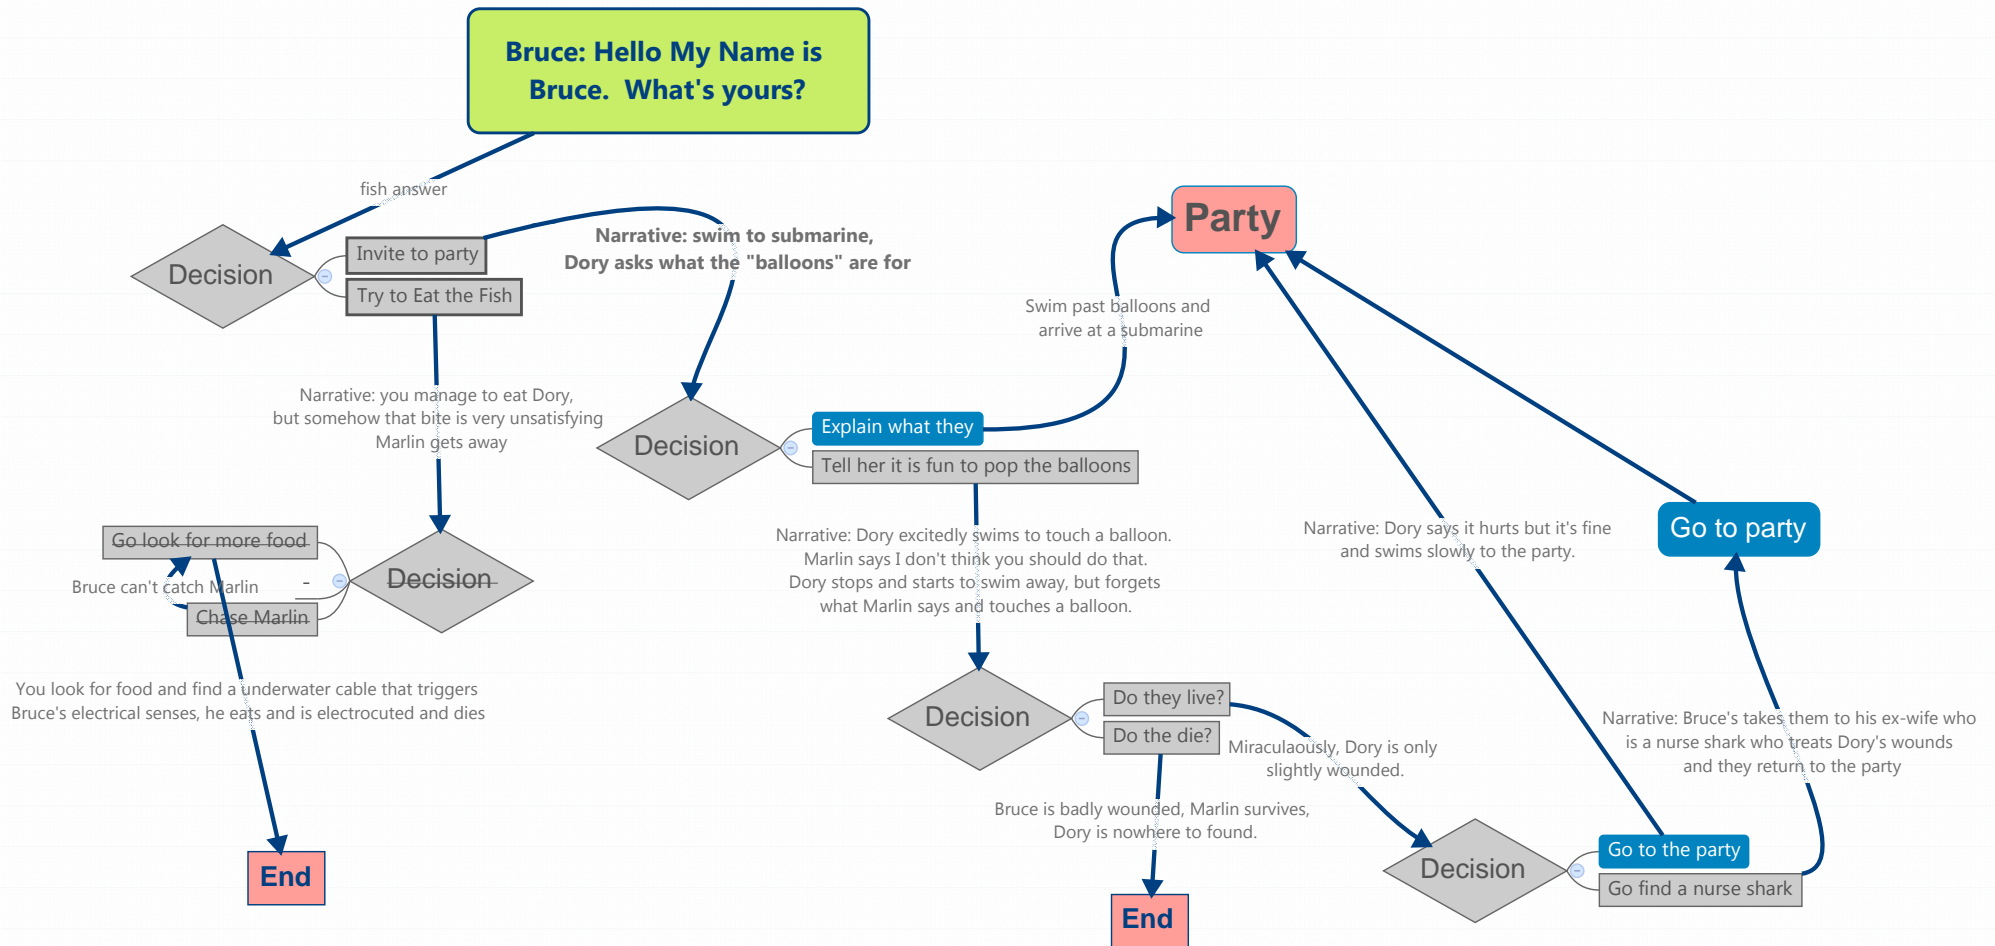 Bruce: Hello My Name is
Bruce.  What's yours?
fish answer
Decision
Invite to party
Try to Eat the Fish
Narrative: swim to submarine,
Dory asks what the "balloons" are for
Party
Swim past balloons and
arrive at a submarine
Narrative: you manage to eat Dory,
but somehow that bite is very unsatisfying
Marlin gets away
Decision
Explain what they
Tell her it is fun to pop the balloons
Go look for more food
Bruce can't catch Marlin
-
Chase Marlin
Decision
Narrative: Dory excitedly swims to touch a balloon.
Marlin says I don't think you should do that.
Dory stops and starts to swim away, but forgets
what Marlin says and touches a balloon.
Narrative: Dory says it hurts but it's fine
and swims slowly to the party.
Go to party
You look for food and find a underwater cable that triggers
Bruce's electrical senses, he eats and is electrocuted and dies
Decision
Do they live?
Do the die?
Miraculaously, Dory is only
slightly wounded.
Narrative: Bruce's takes them to his ex-wife who
is a nurse shark who treats Dory's wounds
and they return to the party
Bruce is badly wounded, Marlin survives,
Dory is nowhere to found.
Decision
Go to the party
Go find a nurse shark
End
End